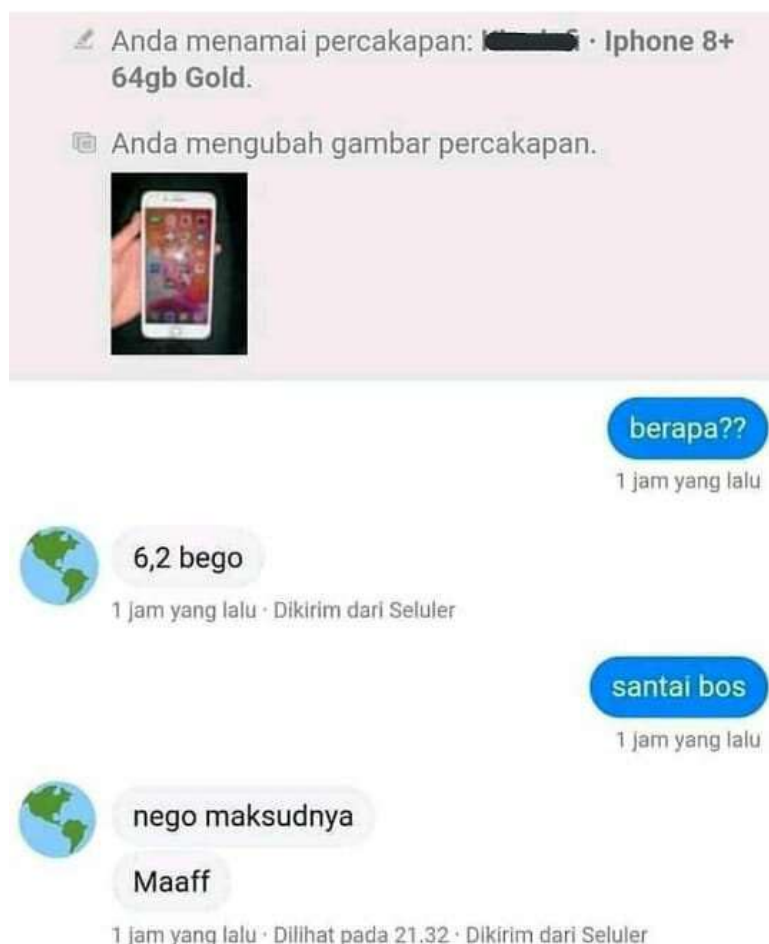 Anda menamai percakapan: · Iphone 8+
64gb Gold.
Anda mengubah gambar percakapan.
berapa??
1 jam yang lalu
6,2 bego
1 jam yang lalu · Dikirim dari Seluler
santai bos
1 jam yang lalu
nego maksudnya
Maaff
1 jam yang lalu · Dilihat pada 21.32 · Dikirim dari Seluler